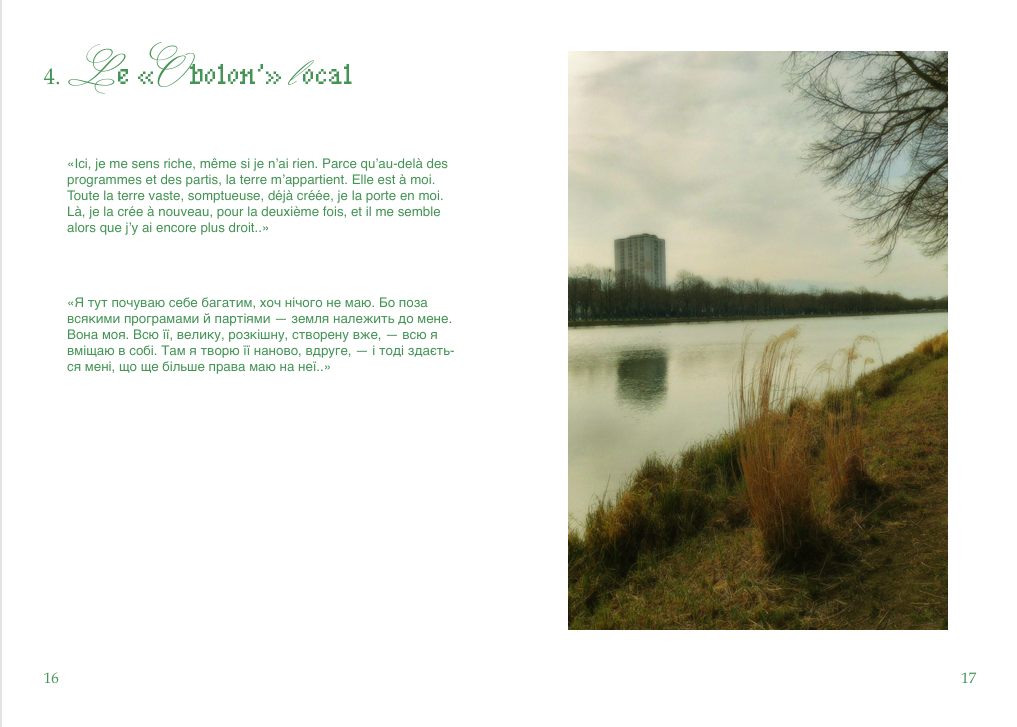 4. Le «Obolon’» local
«Ici, je me sens riche, même si je n’ai rien. Parce qu’au-delà des
programmes et des partis, la terre m’appartient. Elle est à moi.
Toute la terre vaste, somptueuse, déjà créée, je la porte en moi.
Là, je la crée à nouveau, pour la deuxième fois, et il me semble
alors que j’y ai encore plus droit..»
«Я тут почуваю себе багатим, хоч нічого не маю. Бо поза
всякими програмами й партіями — земля належить до мене.
Вона моя. Всю її, велику, розкішну, створену вже, — всю я
вміщаю в собі. Там я творю її наново, вдруге, — і тоді здаєть-
ся мені, що ще більше права маю на неї..»
16
17